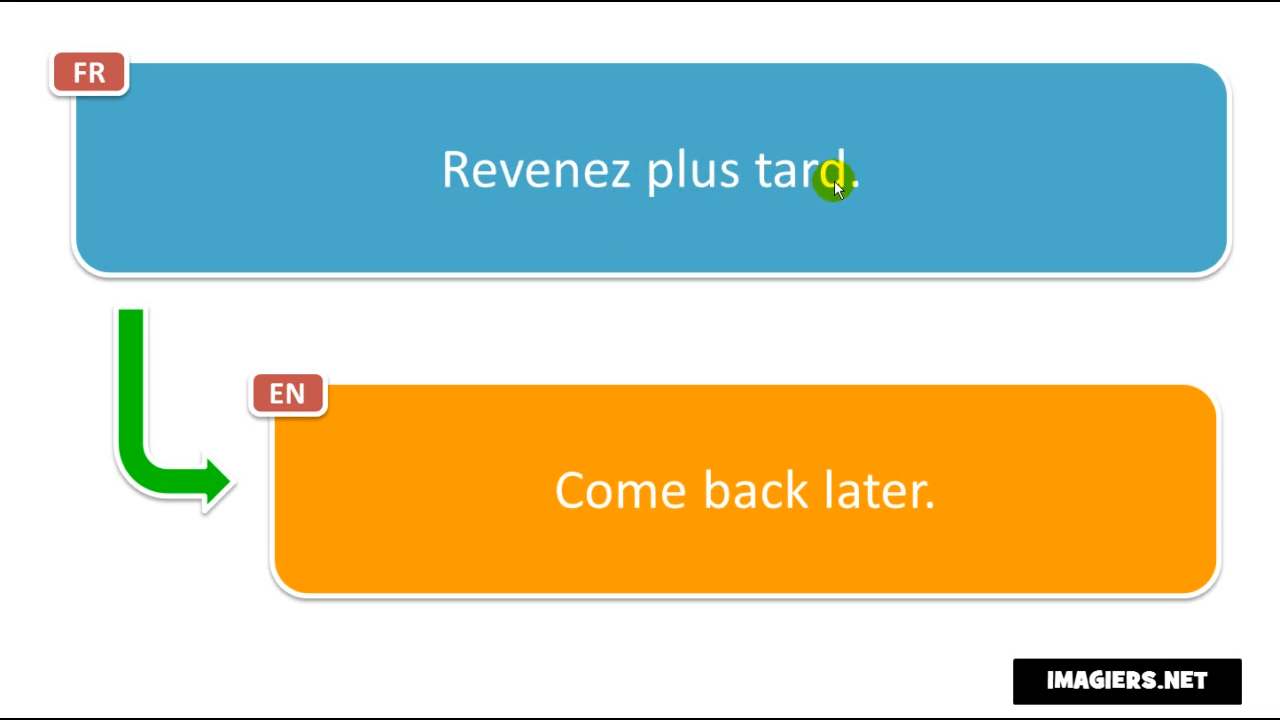 FR
Revenez plus tard.
EN
Come back later.
IMAGIERS.NET